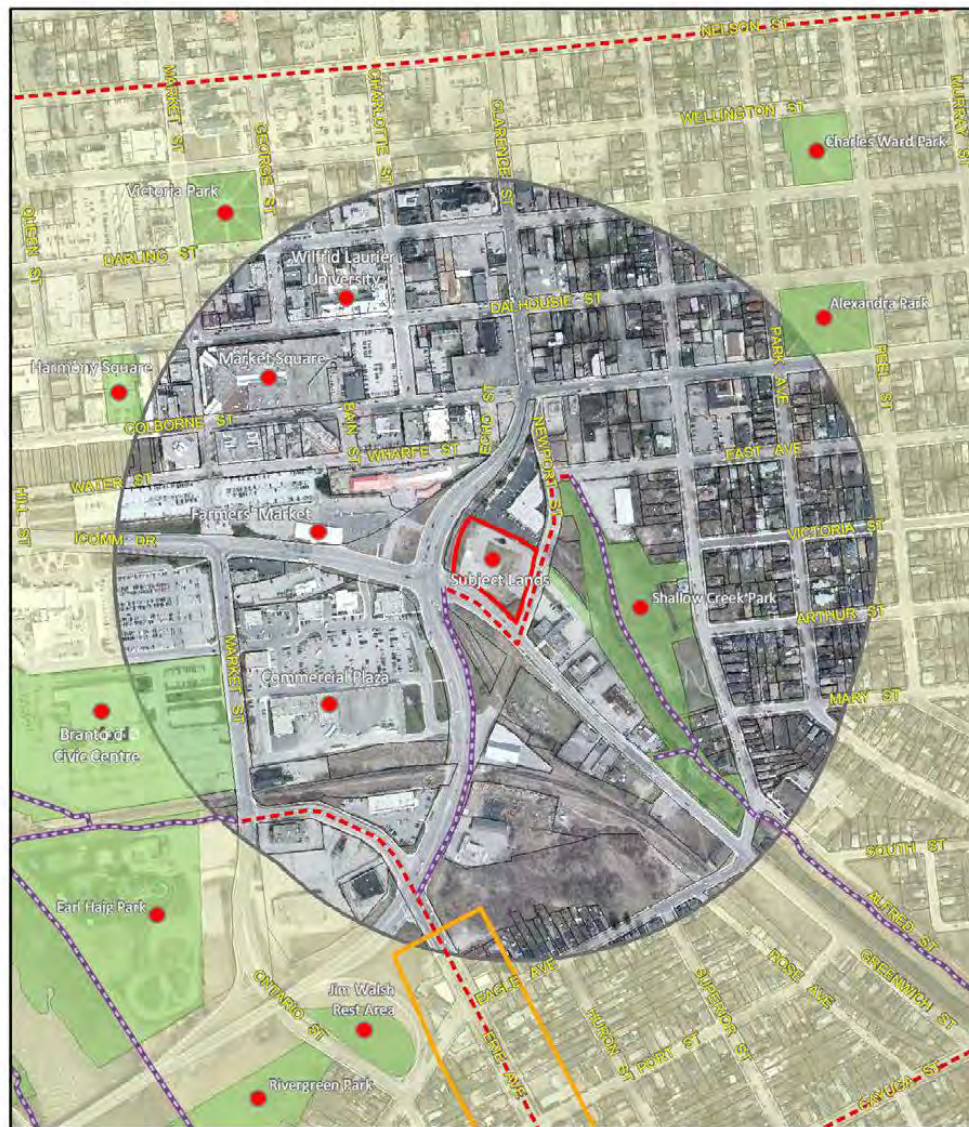 NELSON ST
MARKET ST
GEORGE ST
CHARLOTTE ST
CLARENCE ST
WELLINGTON ST
MURRAY ST
Charles Ward Park
Victoria Park
QUEEN ST
DARLING ST
Wilfrid Laurier
University
DALHOUSIE ST
Alexandra Park
PARK AVE
PEEL ST
Harmony Square
Market Square
COLBORNE ST
BAIN ST
ECHO ST
WHARFE ST
NEWPORT ST
EAST AVE
WATER ST
HILL ST
Farmers' Market
ICOMM DR
VICTORIA ST
Subject Lands
Shallow Creek Park
ARTHUR ST
MARKET ST
Commercial Plaza
MARY ST
Brantford
Civic Centre
SOUTH ST
Earl Haig Park
ALFRED ST
GREENWICH ST
ONTARIO ST
Jim Walsh
Rest Area
EAGLE AVE
ERIE AVE
HURON ST
PORT ST
SUPERIOR ST
ROSE AVE
CAYUGA ST
Rivergreen Park